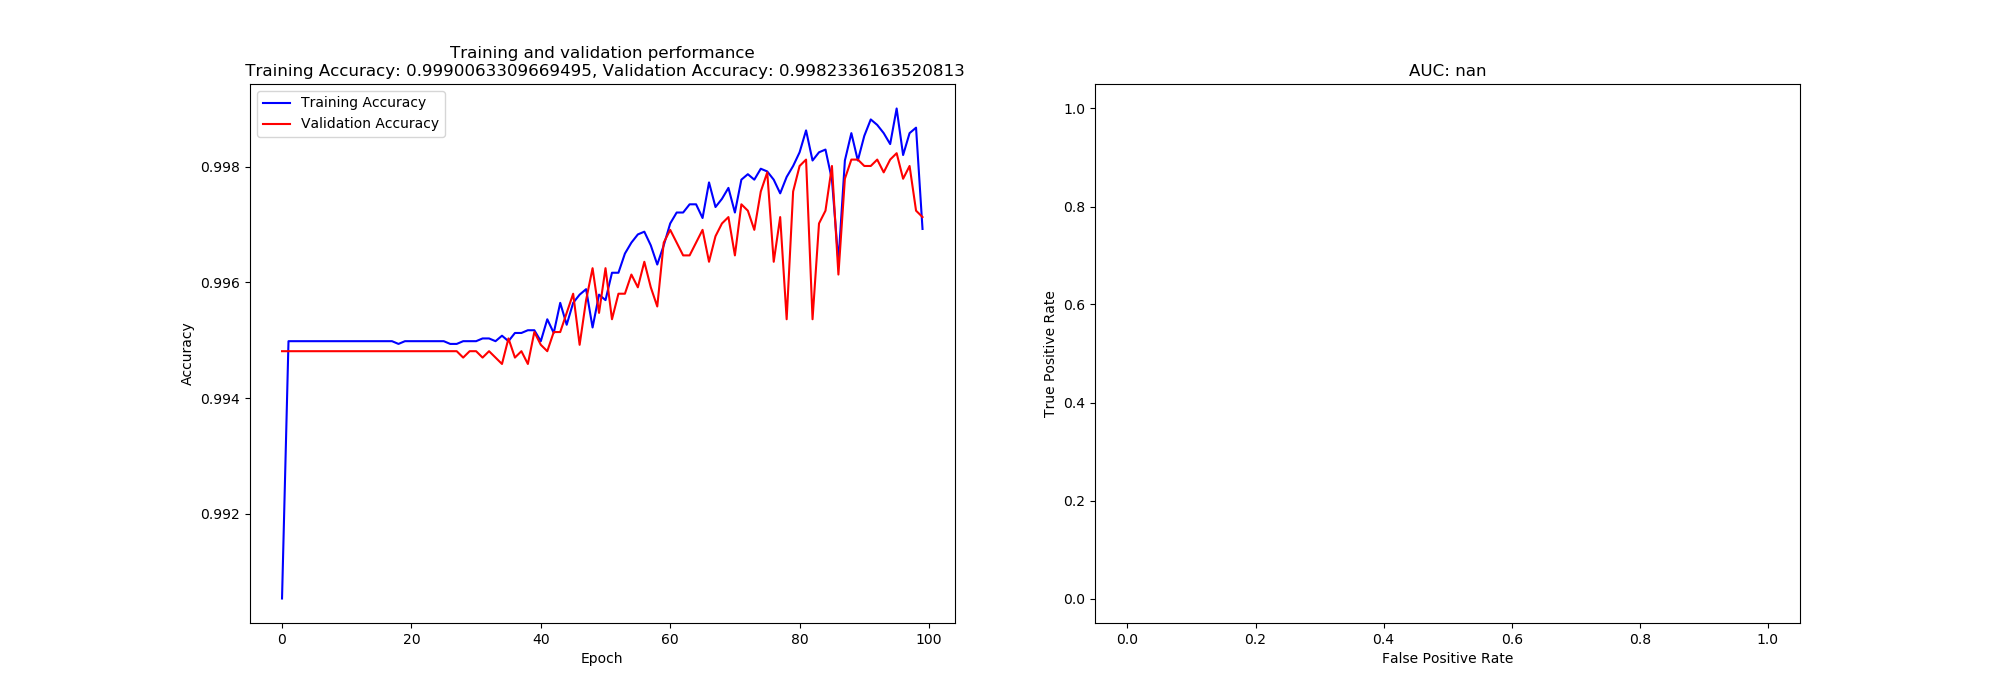 Training and validation performance
Training Accuracy: 0.9990063309669495, Validation Accuracy: 0.9982336163520813
Training Accuracy
Validation Accuracy
0.998
0.996
0.994
0.992
Accuracy
0
20
40
60
80
100
Epoch
AUC: nan
1.0
0.8
0.6
0.4
0.2
0.0
True Positive Rate
0.0
0.2
0.4
0.6
0.8
1.0
False Positive Rate